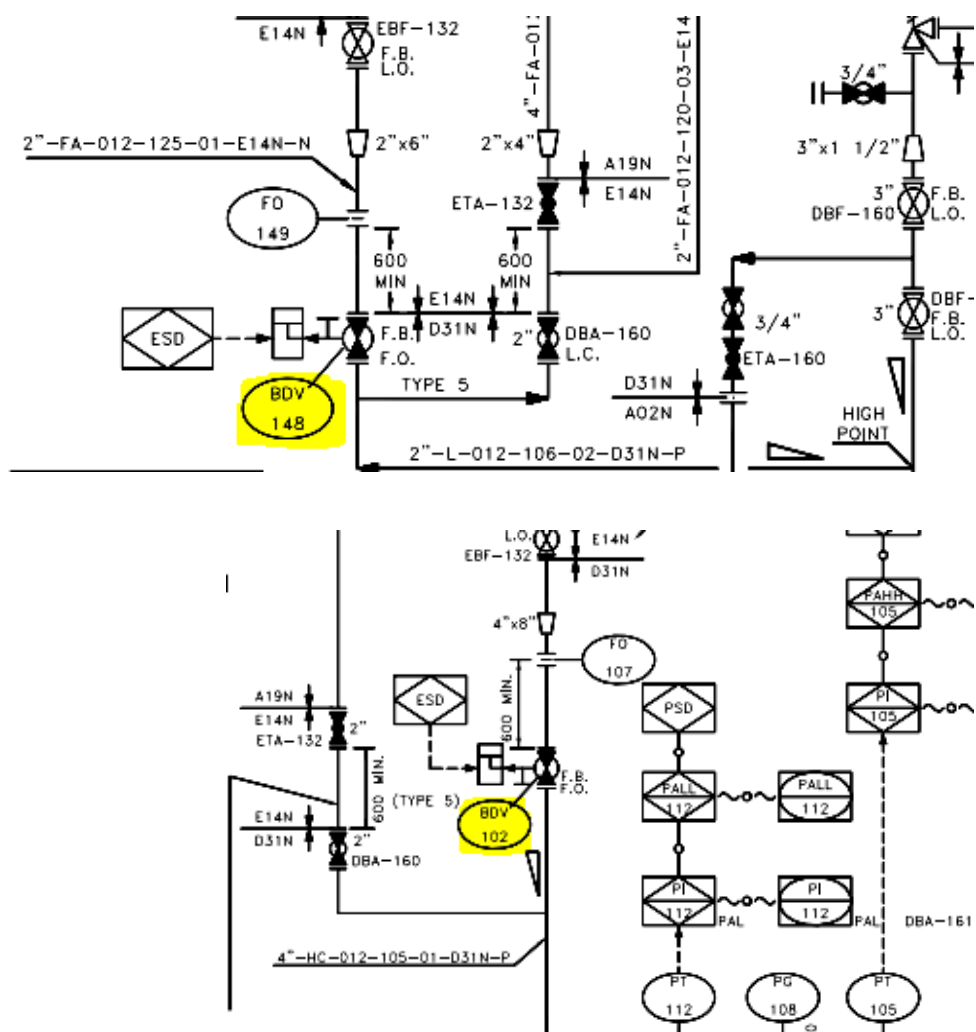 E14N
EBF-132
F.B.
L.O.
2"-FA-012-125-01-E14N-N
2"x6"
FO
149
600
MIN
E14N
D31N
ESD
F.B.
F.O.
BDV
148
TYPE 5
2"x4"
A19N
E14N
ETA-132
600
MIN
2"
DBA-160
L.C.
2"-FA-012-120-03-E14
3/4"
3"x1 1/2"
3"
F.B.
DBF-160
L.O.
3/4"
ETA-160
3"
F.B.
L.O.
D31N
A02N
HIGH
POINT
2"-L-012-106-02-D31N-P
L.O.
EBF-132
E14N
D31N
4"x8"
FO
107
600 MIN.
ESD
F.B.
F.O.
(TYPE 5)
BDV
102
A19N
E14N
ETA-132
2"
600 MIN.
E14N
D31N
2"
DBA-160
4"-HC-012-105-01-D31N-P
PSD
PALL
112
PALL
112
PI
112
PAL
PI
112
PAL
DBA-161
PT
112
PG
108
PT
105
PAHH
105
PI
105